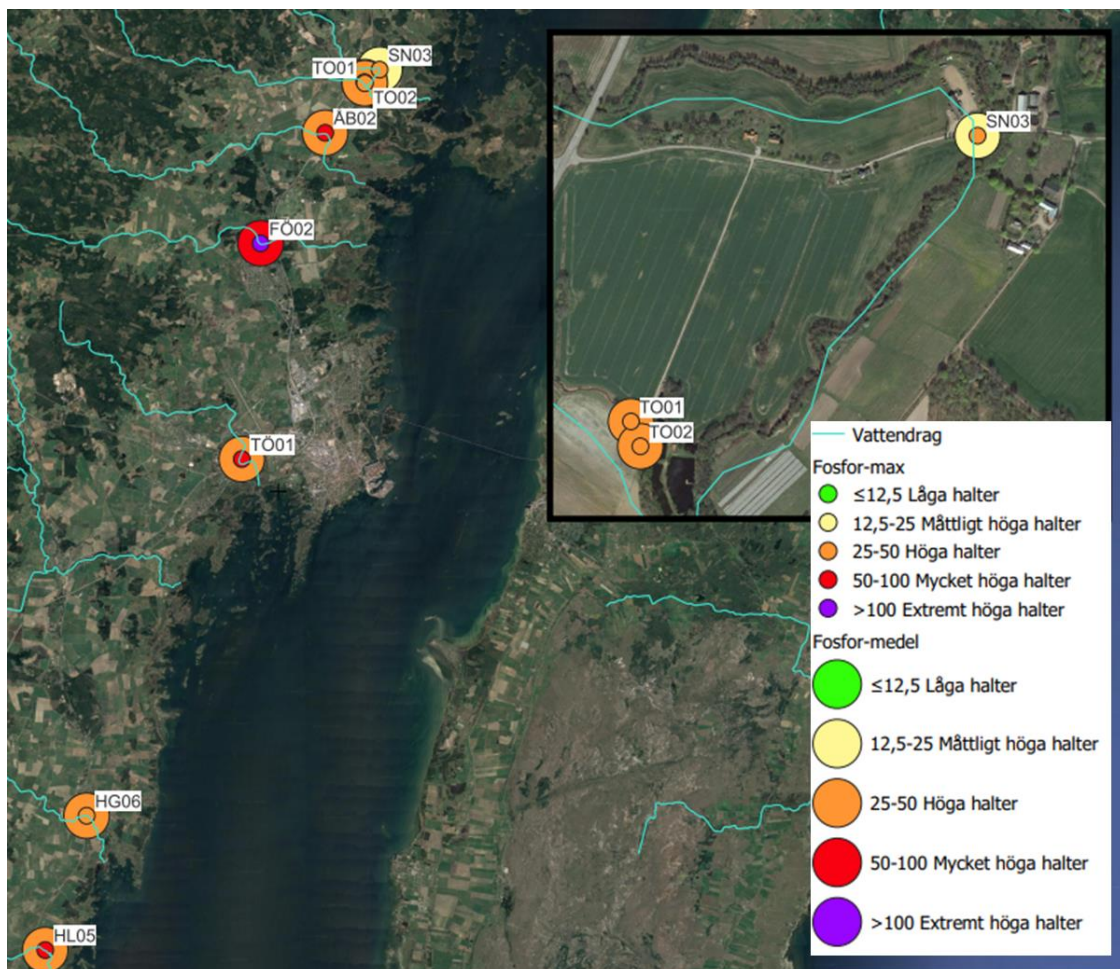 SN03
TO01
TO02
ÅB02
FÖ02
TÖ01
HG06
HL05
SN03
TO01
TO02
Vattendrag
Fosfor-max
≤12,5 Låga halter
12,5-25 Måttligt höga halter
25-50 Höga halter
50-100 Mycket höga halter
>100 Extremt höga halter
Fosfor-medel
≤12,5 Låga halter
12,5-25 Måttligt höga halter
25-50 Höga halter
50-100 Mycket höga halter
>100 Extremt höga halter